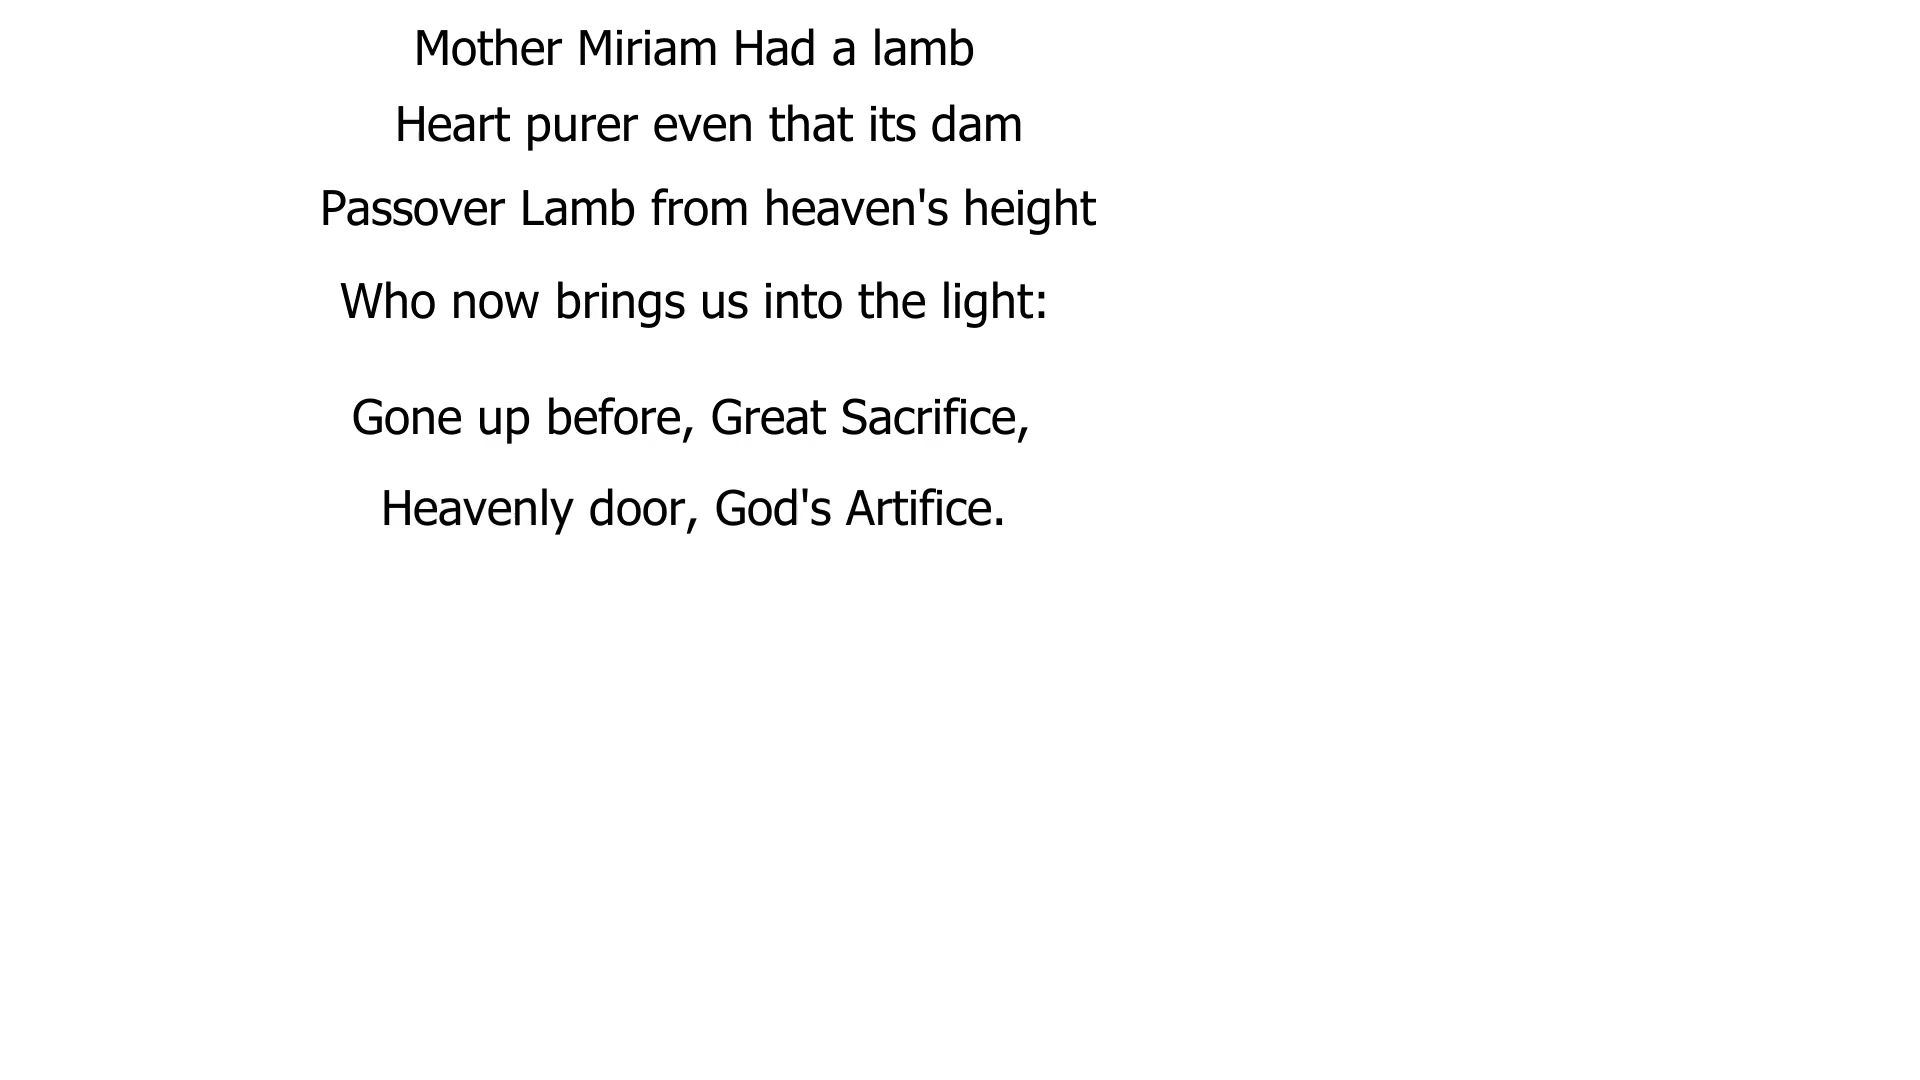 Mother Miriam Had a lamb
Heart purer even that its dam
Passover Lamb from heaven's height
Who now brings us into the light:
Gone up before, Great Sacrifice,
Heavenly door, God's Artifice.